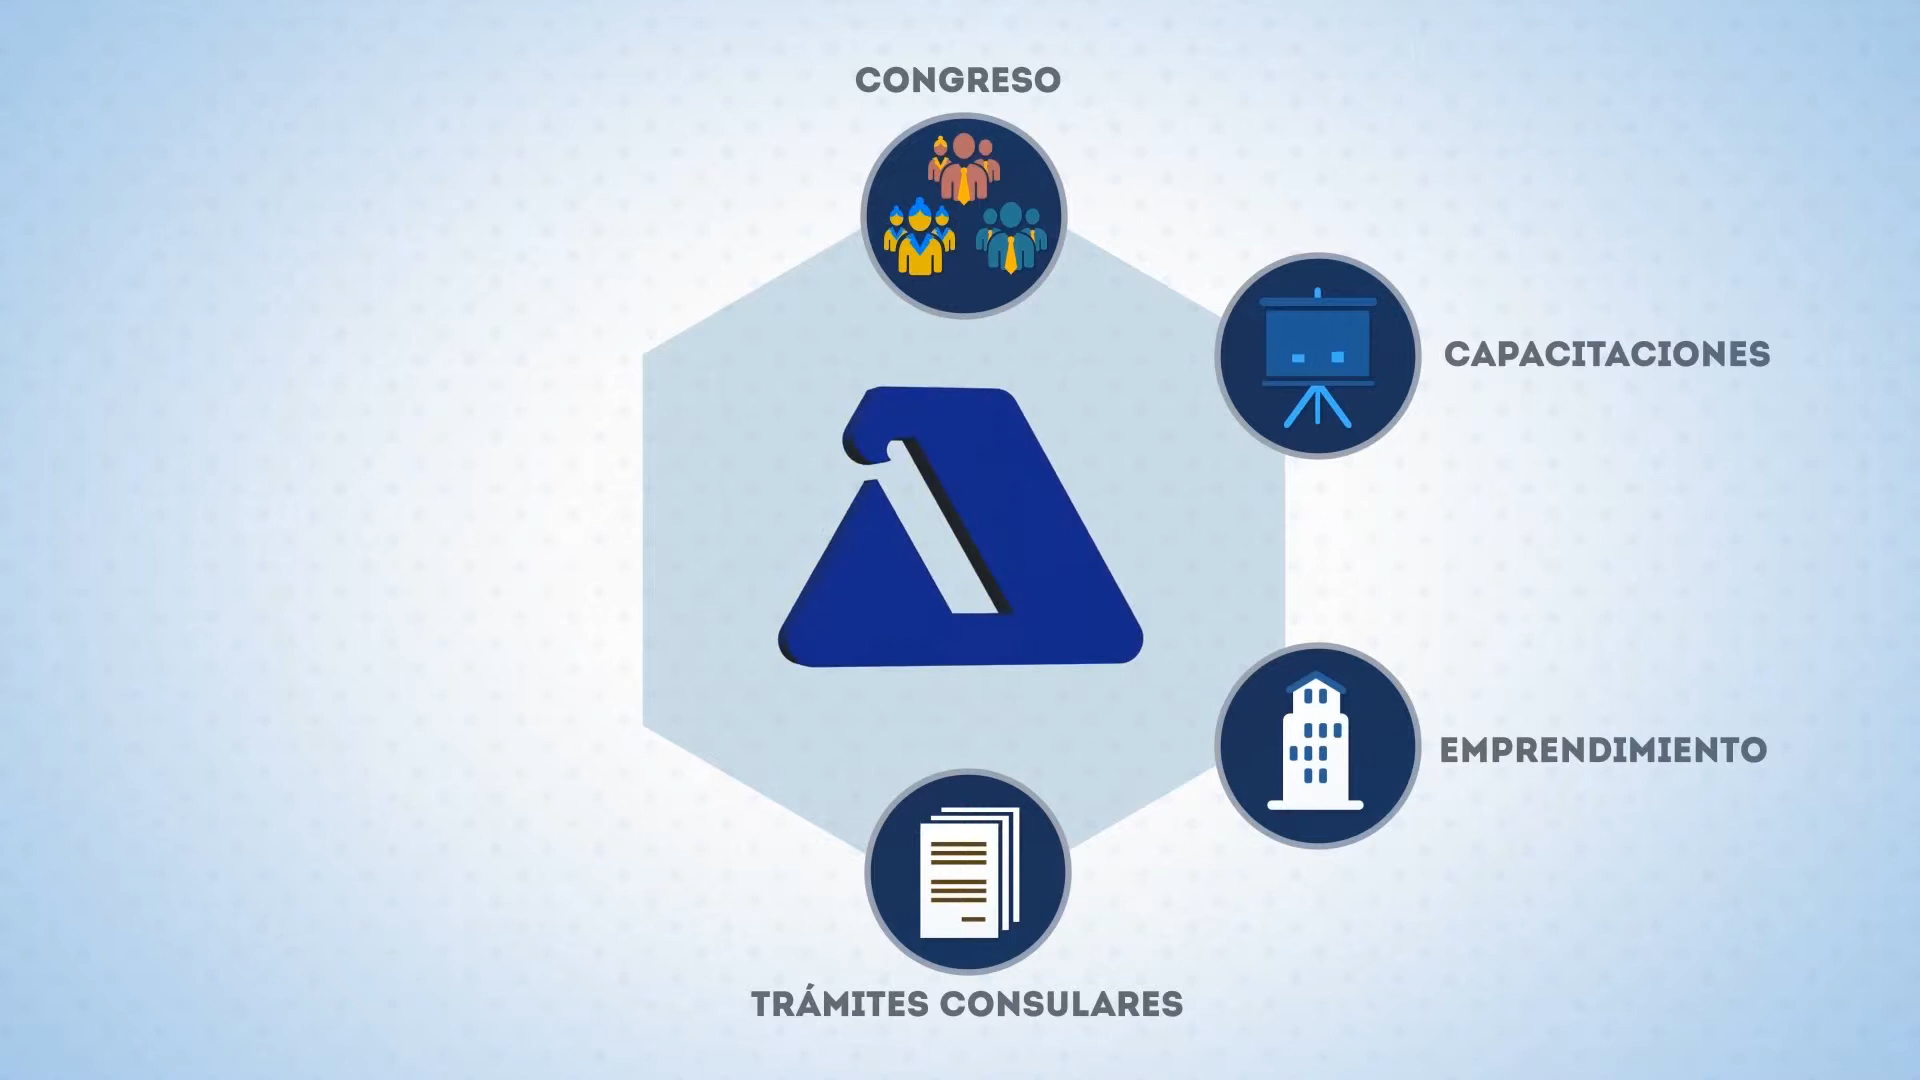 CONGRESO
CAPACITACIONES
EMPRENDIMIENTO
TRÁMITES CONSULARES